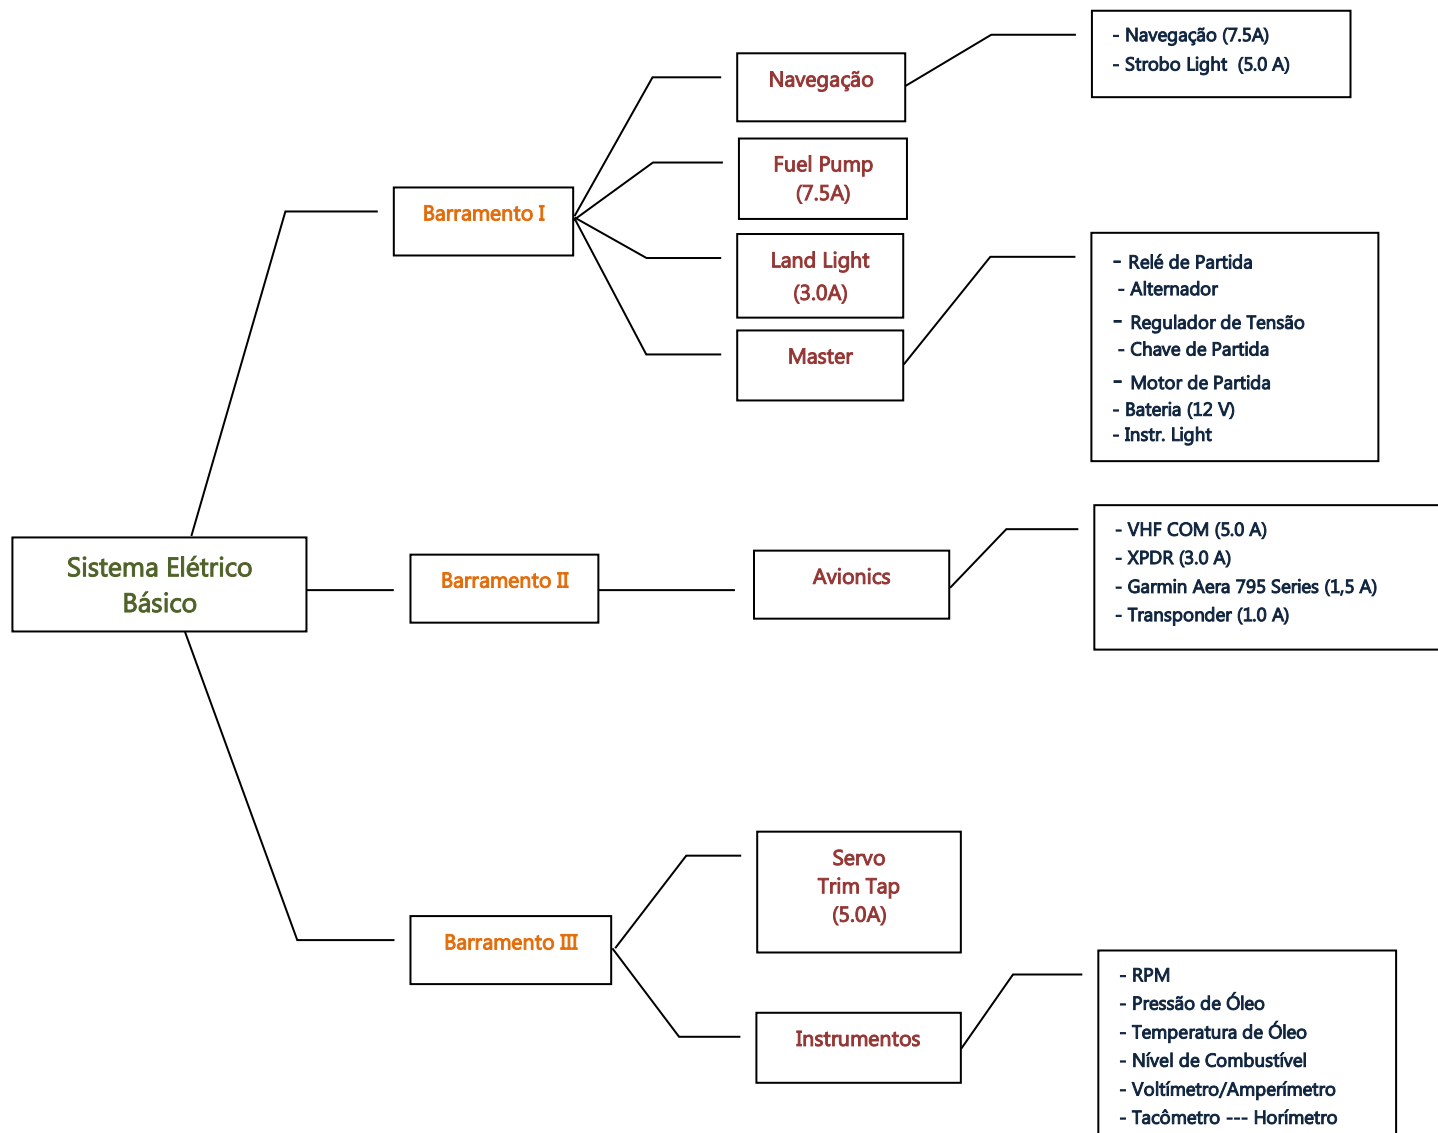 Sistema Elétrico
Básico
Barramento I
Navegação
- Navegação (7.5A)
- Strobo Light (5.0 A)
Fuel Pump
(7.5A)
Land Light
(3.0A)
Master
- Relé de Partida
- Alternador
- Regulador de Tensão
- Chave de Partida
- Motor de Partida
- Bateria (12 V)
- Instr. Light
Barramento II
Avionics
- VHF COM (5.0 A)
- XPDR (3.0 A)
- Garmin Aera 795 Series (1,5 A)
- Transponder (1.0 A)
Barramento III
Servo
Trim Tap
(5.0A)
Instrumentos
- RPM
- Pressão de Óleo
- Temperatura de Óleo
- Nível de Combustível
- Voltímetro/Amperímetro
- Tacômetro --- Horímetro